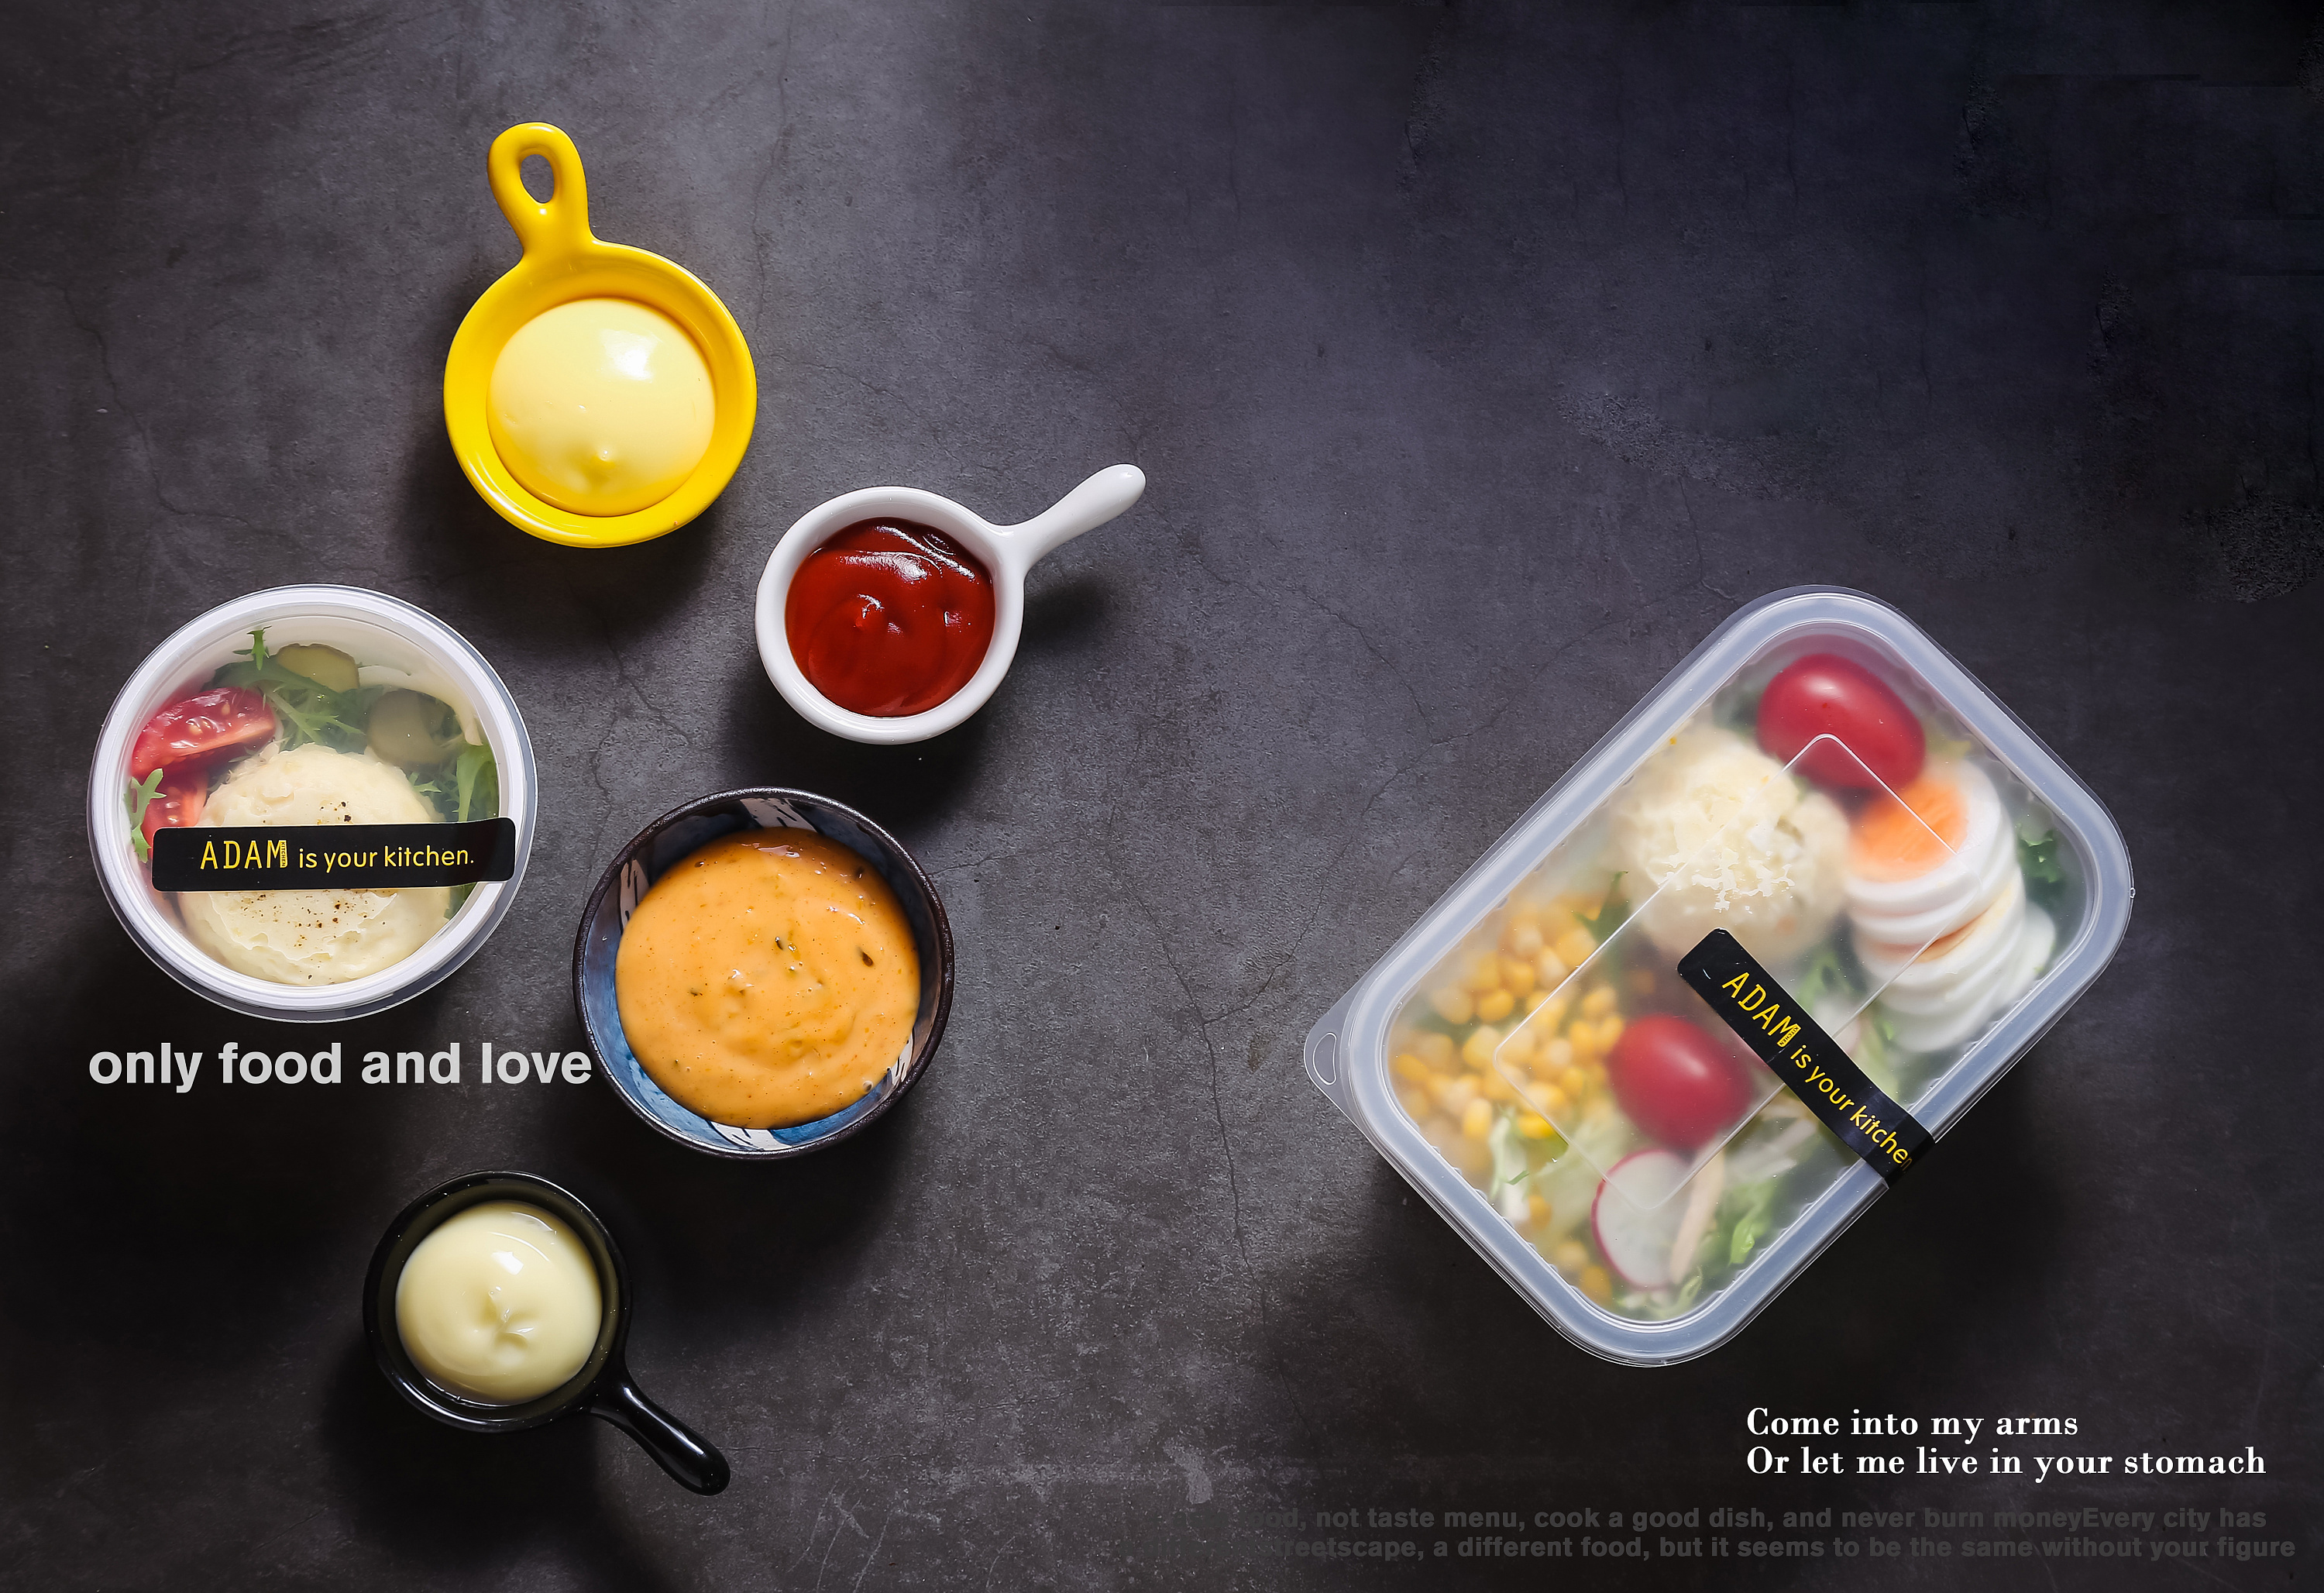 ADAM KITCHEN is your kitchen.
only food and love
ADAM is your kitchen.
Come into my arms
Or let me live in your stomach
not taste menu, cook a good dish, and never burn moneyEvery city has
a different food, but it seems to be the same without your figure